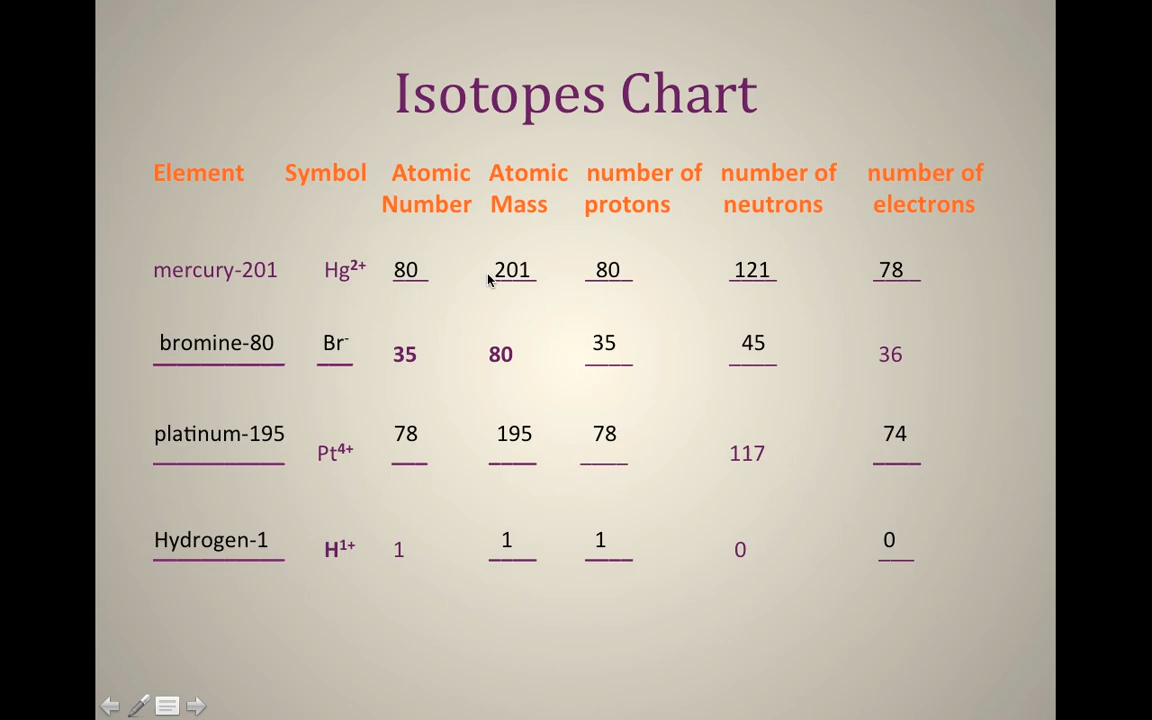 Isotopes Chart
Element Symbol Atomic Number Atomic Mass number of protons number of neutrons number of electrons
mercury-201 Hg²⁺ 80 201 80 121 78
bromine-80 Br⁻ 35 80 35 45 36
platinum-195 Pt⁴⁺ 78 195 78 117 74
Hydrogen-1 H¹⁺ 1 1 1 0 0